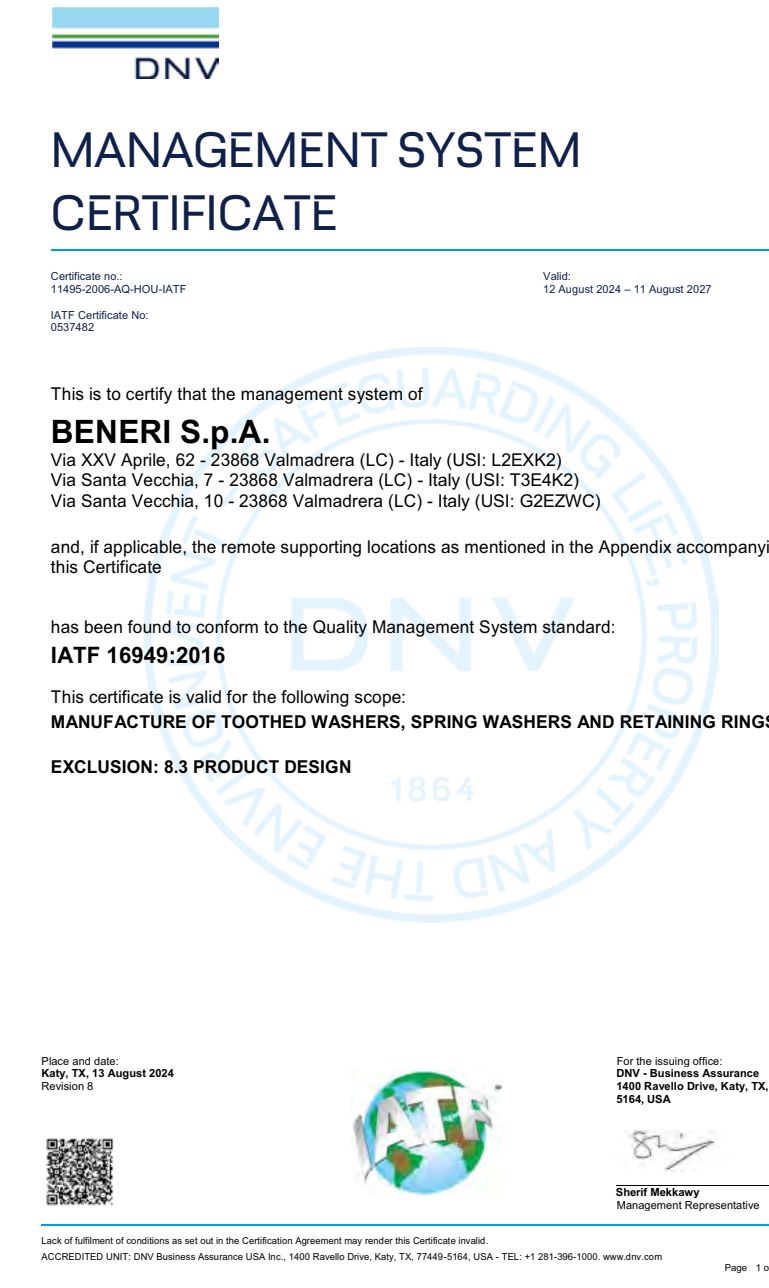 DNV
MANAGEMENT SYSTEM
CERTIFICATE
Certificate no.:
11495-2006-AQ-HOU-IATF
Valid:
12 August 2024 – 11 August 2027
IATF Certificate No:
0537482
This is to certify that the management system of
BENERI S.p.A.
Via XXV Aprile, 62 - 23868 Valmadrera (LC) - Italy (USI: L2EXK2)
Via Santa Vecchia, 7 - 23868 Valmadrera (LC) - Italy (USI: T3E4K2)
Via Santa Vecchia, 10 - 23868 Valmadrera (LC) - Italy (USI: G2EZWC)
and, if applicable, the remote supporting locations as mentioned in the Appendix accompanyi
this Certificate
has been found to conform to the Quality Management System standard:
IATF 16949:2016
This certificate is valid for the following scope:
MANUFACTURE OF TOOTHED WASHERS, SPRING WASHERS AND RETAINING RINGS
EXCLUSION: 8.3 PRODUCT DESIGN
SAFEGUARDING LIFE, PROPERTY AND THE ENVIRONMENT
DNV
1864
Place and date:
Katy, TX, 13 August 2024
Revision 8
IATF
For the issuing office:
DNV - Business Assurance
1400 Ravello Drive, Katy, TX,
5164, USA
Sherif Mekkawy
Management Representative
Lack of fulfilment of conditions as set out in the Certification Agreement may render this Certificate invalid.
ACCREDITED UNIT: DNV Business Assurance USA Inc., 1400 Ravello Drive, Katy, TX, 77449-5164, USA - TEL: +1 281-396-1000. www.dnv.com
Page 1 o